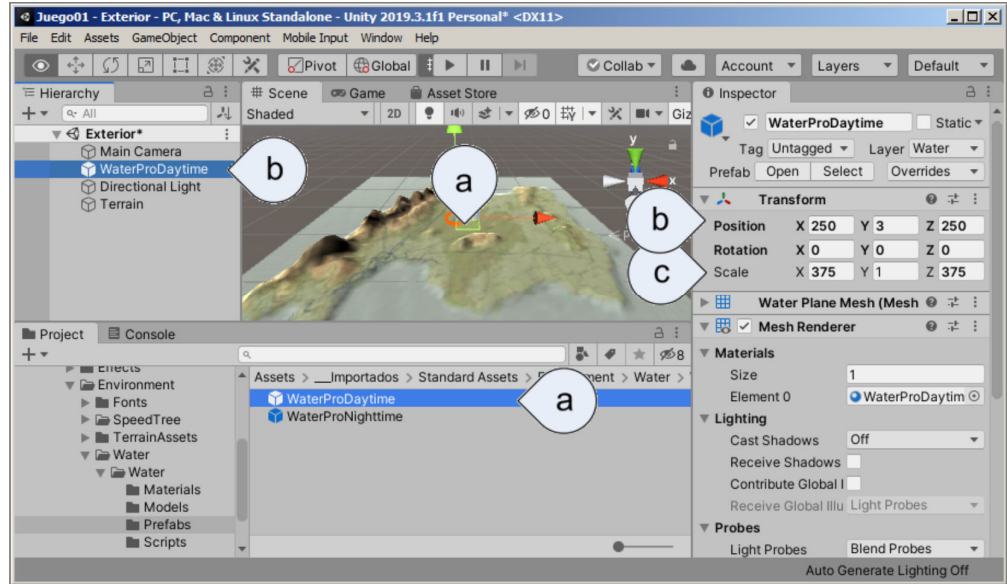 Juego01 - Exterior - PC, Mac & Linux Standalone - Unity 2019.3.1f1 Personal* <DX11>
File Edit Assets GameObject Component Mobile Input Window Help
Pivot Global Collab Account Layers Default
Hierarchy
All
Exterior*
Main Camera
WaterProDaytime
Directional Light
Terrain
b
Scene Game Asset Store
Shaded 2D 0 Giz
y
x
a
b
c
Inspector
WaterProDaytime Static
Tag Untagged Layer Water
Prefab Open Select Overrides
Transform
Position X 250 Y 3 Z 250
Rotation X 0 Y 0 Z 0
Scale X 375 Y 1 Z 375
Water Plane Mesh (Mesh
Mesh Renderer
Materials
Size 1
Element 0 WaterProDaytim
Lighting
Cast Shadows Off
Receive Shadows
Contribute Global I
Receive Global Illu Light Probes
Probes
Light Probes Blend Probes
Project Console
8
Effects
Environment
Fonts
SpeedTree
TerrainAssets
Water
Water
Materials
Models
Prefabs
Scripts
Assets > __Importados > Standard Assets > ment > Water >
WaterProDaytime
WaterProNighttime
a
Auto Generate Lighting Off